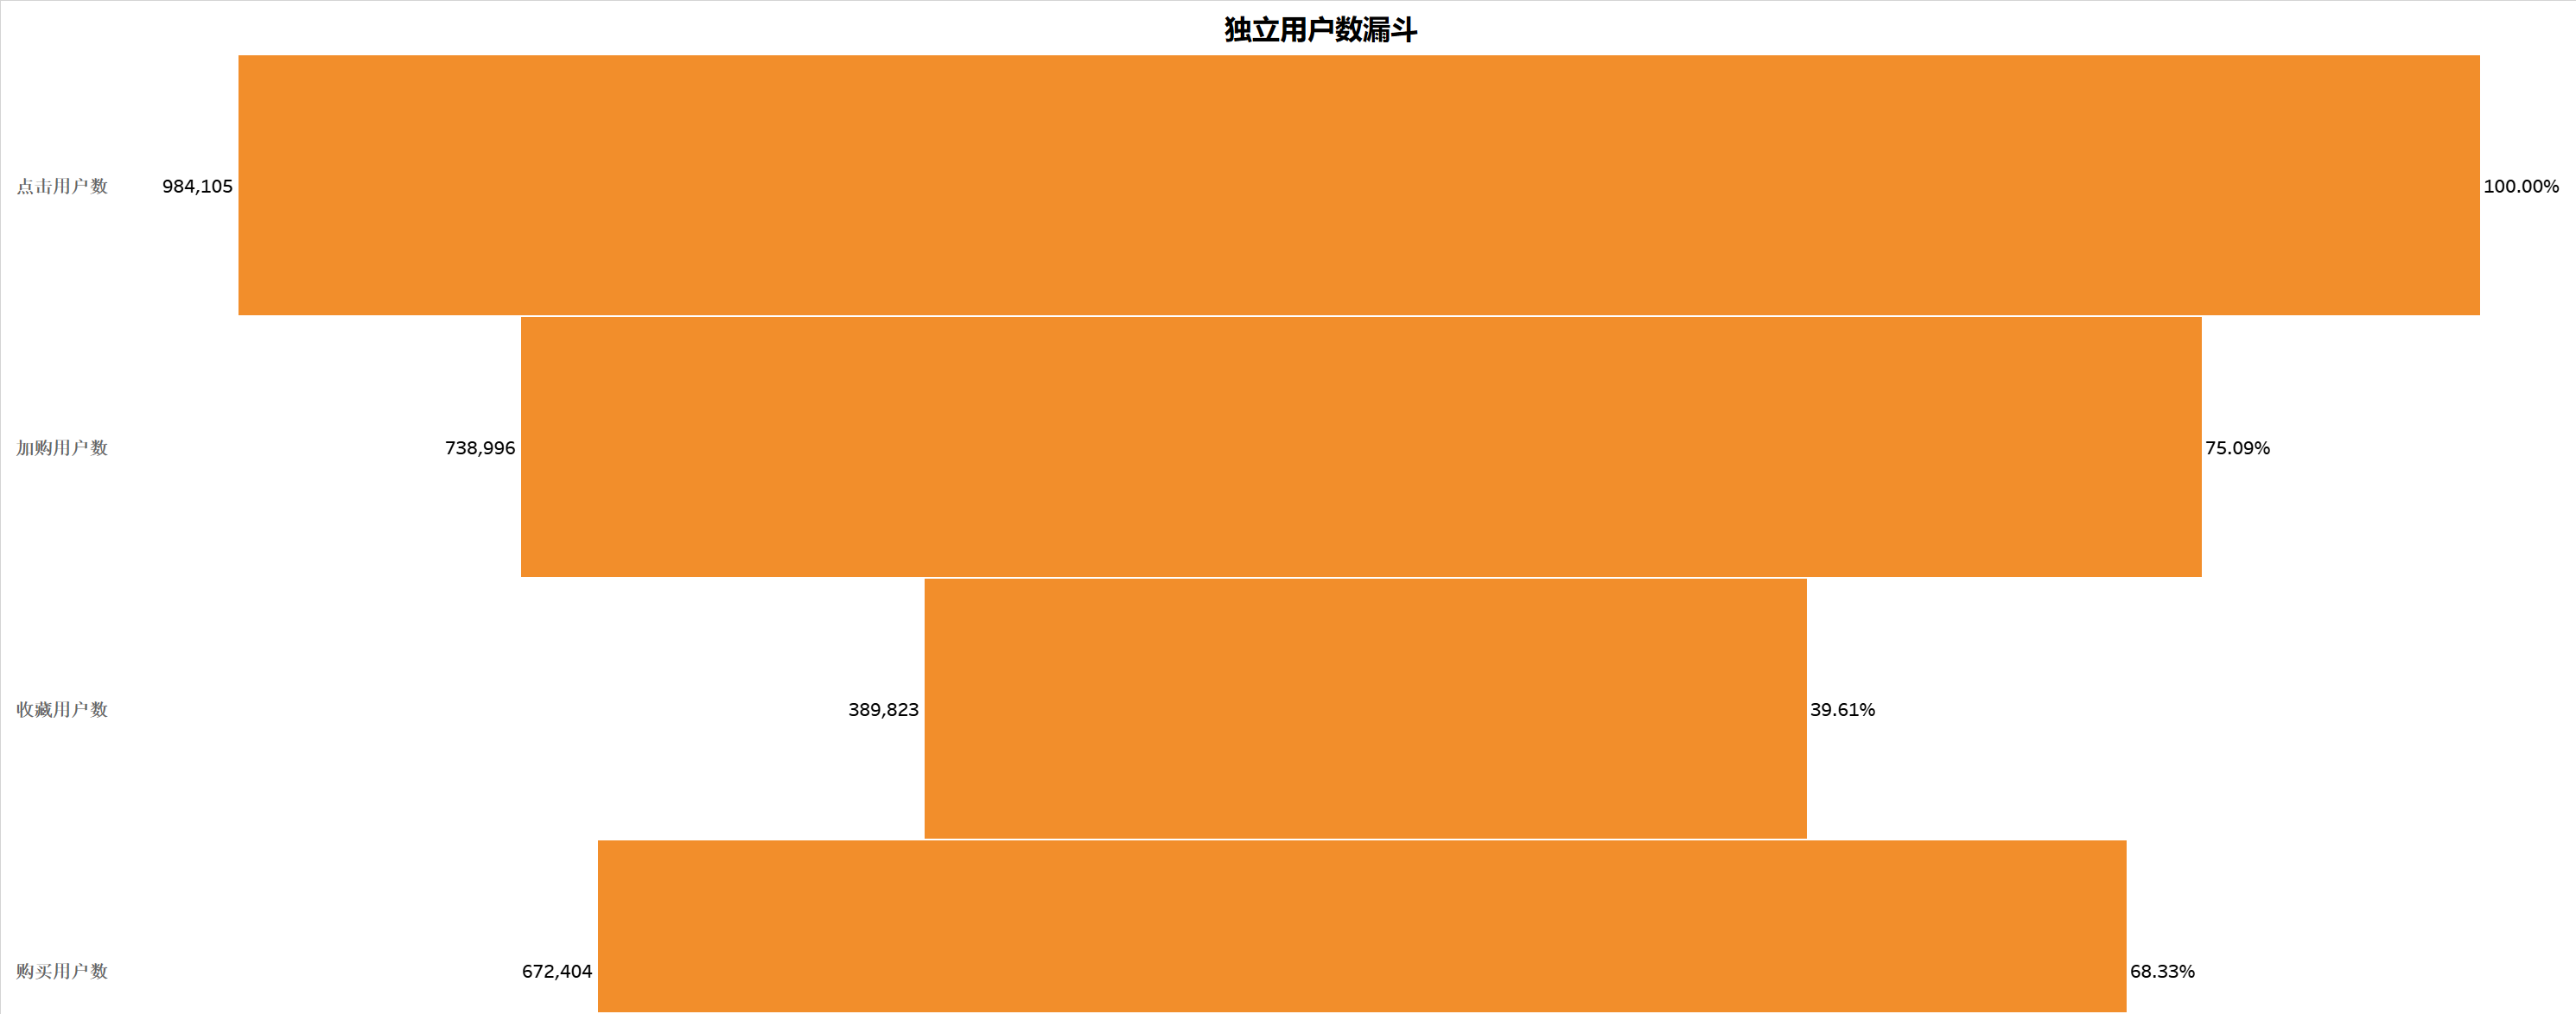 独立用户数漏斗
点击用户数 984,105 100.00%
加购用户数 738,996 75.09%
收藏用户数 389,823 39.61%
购买用户数 672,404 68.33%